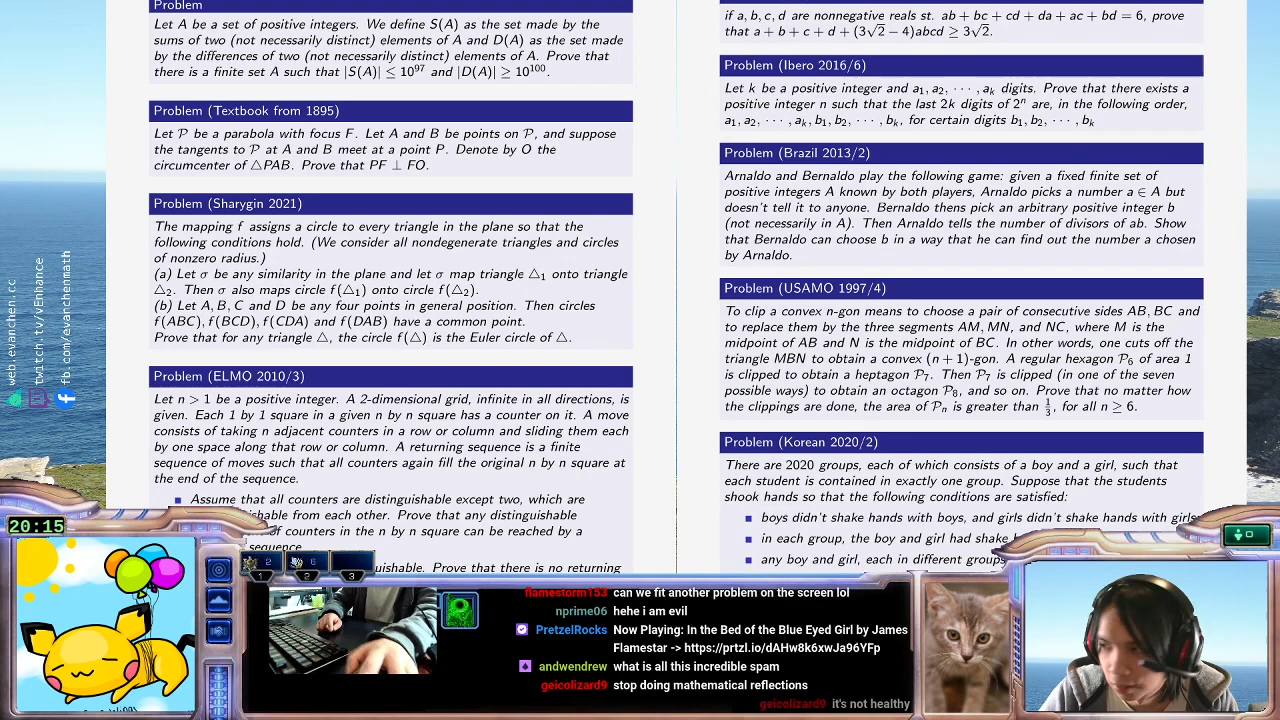 Problem
Let A be a set of positive integers. We define S(A) as the set made by the
sums of two (not necessarily distinct) elements of A and D(A) as the set made
by the differences of two (not necessarily distinct) elements of A. Prove that
there is a finite set A such that |S(A)| ≤ 10^97 and |D(A)| ≥ 10^100.
Problem (Textbook from 1895)
Let P be a parabola with focus F. Let A and B be points on P, and suppose
the tangents to P at A and B meet at a point P. Denote by O the
circumcenter of △PAB. Prove that PF ⊥ FO.
Problem (Sharygin 2021)
The mapping f assigns a circle to every triangle in the plane so that the
following conditions hold. (We consider all nondegenerate triangles and circles
of nonzero radius.)
(a) Let σ be any similarity in the plane and let σ map triangle △₁ onto triangle
△₂. Then σ also maps circle f(△₁) onto circle f(△₂).
(b) Let A, B, C and D be any four points in general position. Then circles
f(ABC), f(BCD), f(CDA) and f(DAB) have a common point.
Prove that for any triangle △, the circle f(△) is the Euler circle of △.
Problem (ELMO 2010/3)
Let n > 1 be a positive integer. A 2-dimensional grid, infinite in all directions, is
given. Each 1 by 1 square in a given n by n square has a counter on it. A move
consists of taking n adjacent counters in a row or column and sliding them each
by one space along that row or column. A returning sequence is a finite
sequence of moves such that all counters again fill the original n by n square at
the end of the sequence.
■ Assume that all counters are distinguishable except two, which are
ishable from each other. Prove that any distinguishable
of counters in the n by n square can be reached by a
sequence.
uishable. Prove that there is no returning
if a, b, c, d are nonnegative reals st. ab + bc + cd + da + ac + bd = 6, prove
that a + b + c + d + (3√2 − 4)abcd ≥ 3√2.
Problem (Ibero 2016/6)
Let k be a positive integer and a₁, a₂, · · · , aₖ digits. Prove that there exists a
positive integer n such that the last 2k digits of 2ⁿ are, in the following order,
a₁, a₂, · · · , aₖ, b₁, b₂, · · · , bₖ, for certain digits b₁, b₂, · · · , bₖ
Problem (Brazil 2013/2)
Arnaldo and Bernaldo play the following game: given a fixed finite set of
positive integers A known by both players, Arnaldo picks a number a ∈ A but
doesn't tell it to anyone. Bernaldo thens pick an arbitrary positive integer b
(not necessarily in A). Then Arnaldo tells the number of divisors of ab. Show
that Bernaldo can choose b in a way that he can find out the number a chosen
by Arnaldo.
Problem (USAMO 1997/4)
To clip a convex n-gon means to choose a pair of consecutive sides AB, BC and
to replace them by the three segments AM, MN, and NC, where M is the
midpoint of AB and N is the midpoint of BC. In other words, one cuts off the
triangle MBN to obtain a convex (n + 1)-gon. A regular hexagon P₆ of area 1
is clipped to obtain a heptagon P₇. Then P₇ is clipped (in one of the seven
possible ways) to obtain an octagon P₈, and so on. Prove that no matter how
the clippings are done, the area of Pₙ is greater than 1/3, for all n ≥ 6.
Problem (Korean 2020/2)
There are 2020 groups, each of which consists of a boy and a girl, such that
each student is contained in exactly one group. Suppose that the students
shook hands so that the following conditions are satisfied:
■ boys didn't shake hands with boys, and girls didn't shake hands with girls
■ in each group, the boy and girl had shake
■ any boy and girl, each in different groups
web.evanchen.cc
twitch.tv/vEnhance
fb.com/evanchenmath
20:15
2 6
1 2 3
0
flamestorm153 can we fit another problem on the screen lol
nprime06 hehe i am evil
PretzelRocks Now Playing: In the Bed of the Blue Eyed Girl by James
Flamestar -> https://prtzl.io/dAHw8k6xwJa96YFp
andwendrew what is all this incredible spam
geicolizard9 stop doing mathematical reflections
geicolizard9 it's not healthy